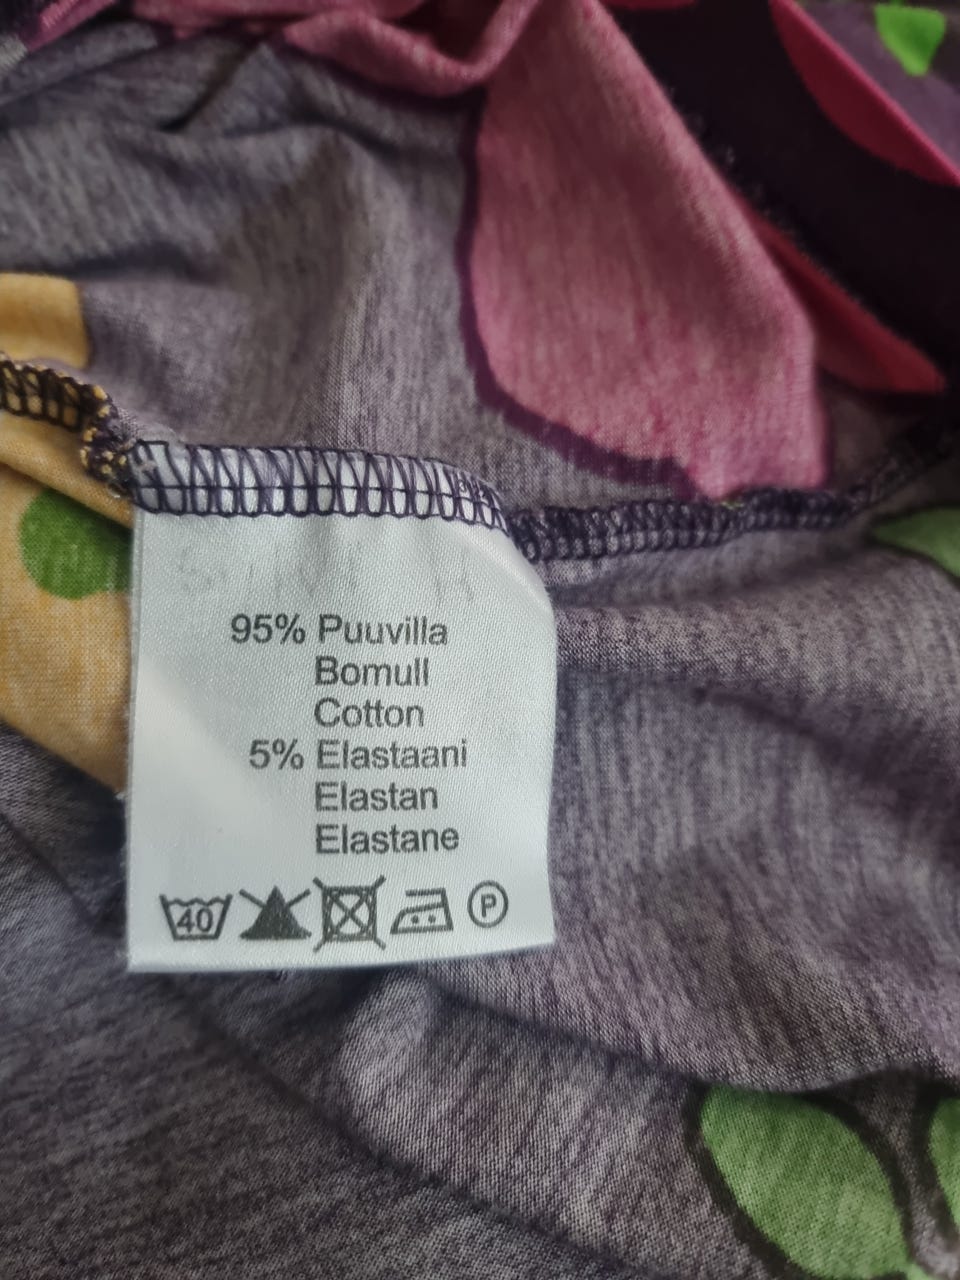 95% Puuvilla
Bomull
Cotton
5% Elastaani
Elastan
Elastane
40 P